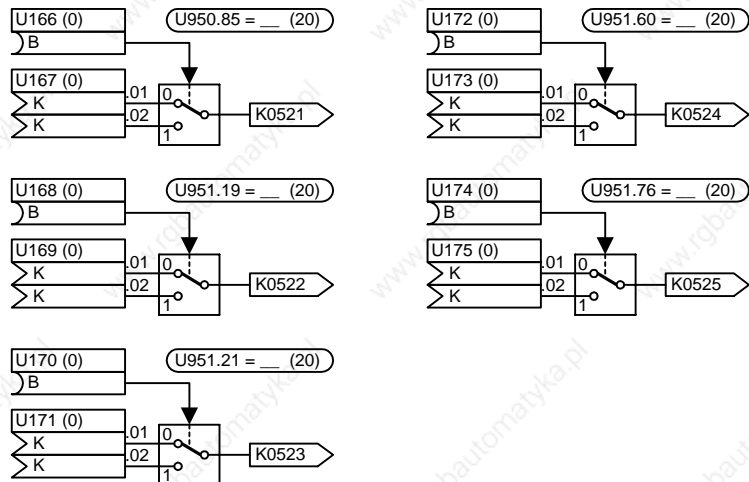 U166 (0)
U950.85 = __ (20)
B
U167 (0)
K .01 0
K .02
1
K0521
U172 (0)
U951.60 = __ (20)
B
U173 (0)
K .01 0
K .02
1
K0524
U168 (0)
U951.19 = __ (20)
B
U169 (0)
K .01 0
K .02
1
K0522
U174 (0)
U951.76 = __ (20)
B
U175 (0)
K .01 0
K .02
1
K0525
U170 (0)
U951.21 = __ (20)
B
U171 (0)
K .01 0
K .02
1
K0523
www.rgbautomatyka.pl